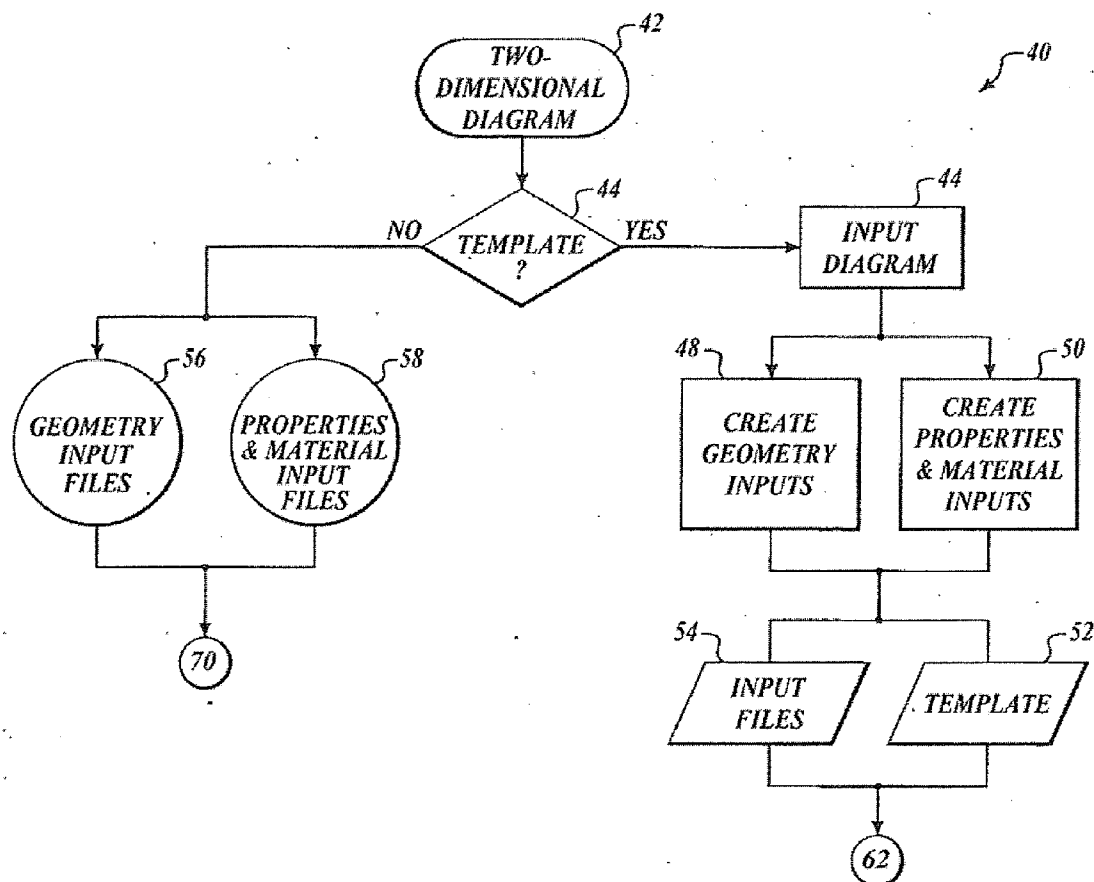 42
TWO-
DIMENSIONAL
DIAGRAM
40
44
NO
TEMPLATE
?
YES
44
INPUT
DIAGRAM
56
GEOMETRY
INPUT
FILES
58
PROPERTIES
& MATERIAL
INPUT
FILES
48
CREATE
GEOMETRY
INPUTS
50
CREATE
PROPERTIES
& MATERIAL
INPUTS
70
54
INPUT
FILES
52
TEMPLATE
62